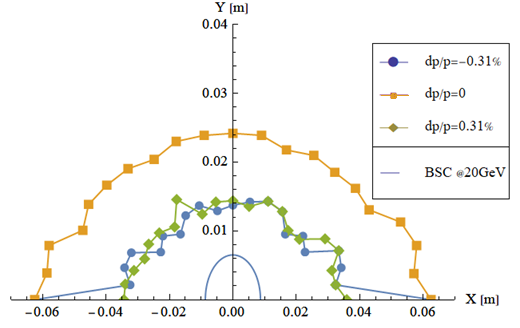 Y [m]
0.04
0.03
0.02
0.01
−0.06
−0.04
−0.02
0.00
0.02
0.04
0.06
X [m]
dp/p=−0.31%
dp/p=0
dp/p=0.31%
BSC @20GeV